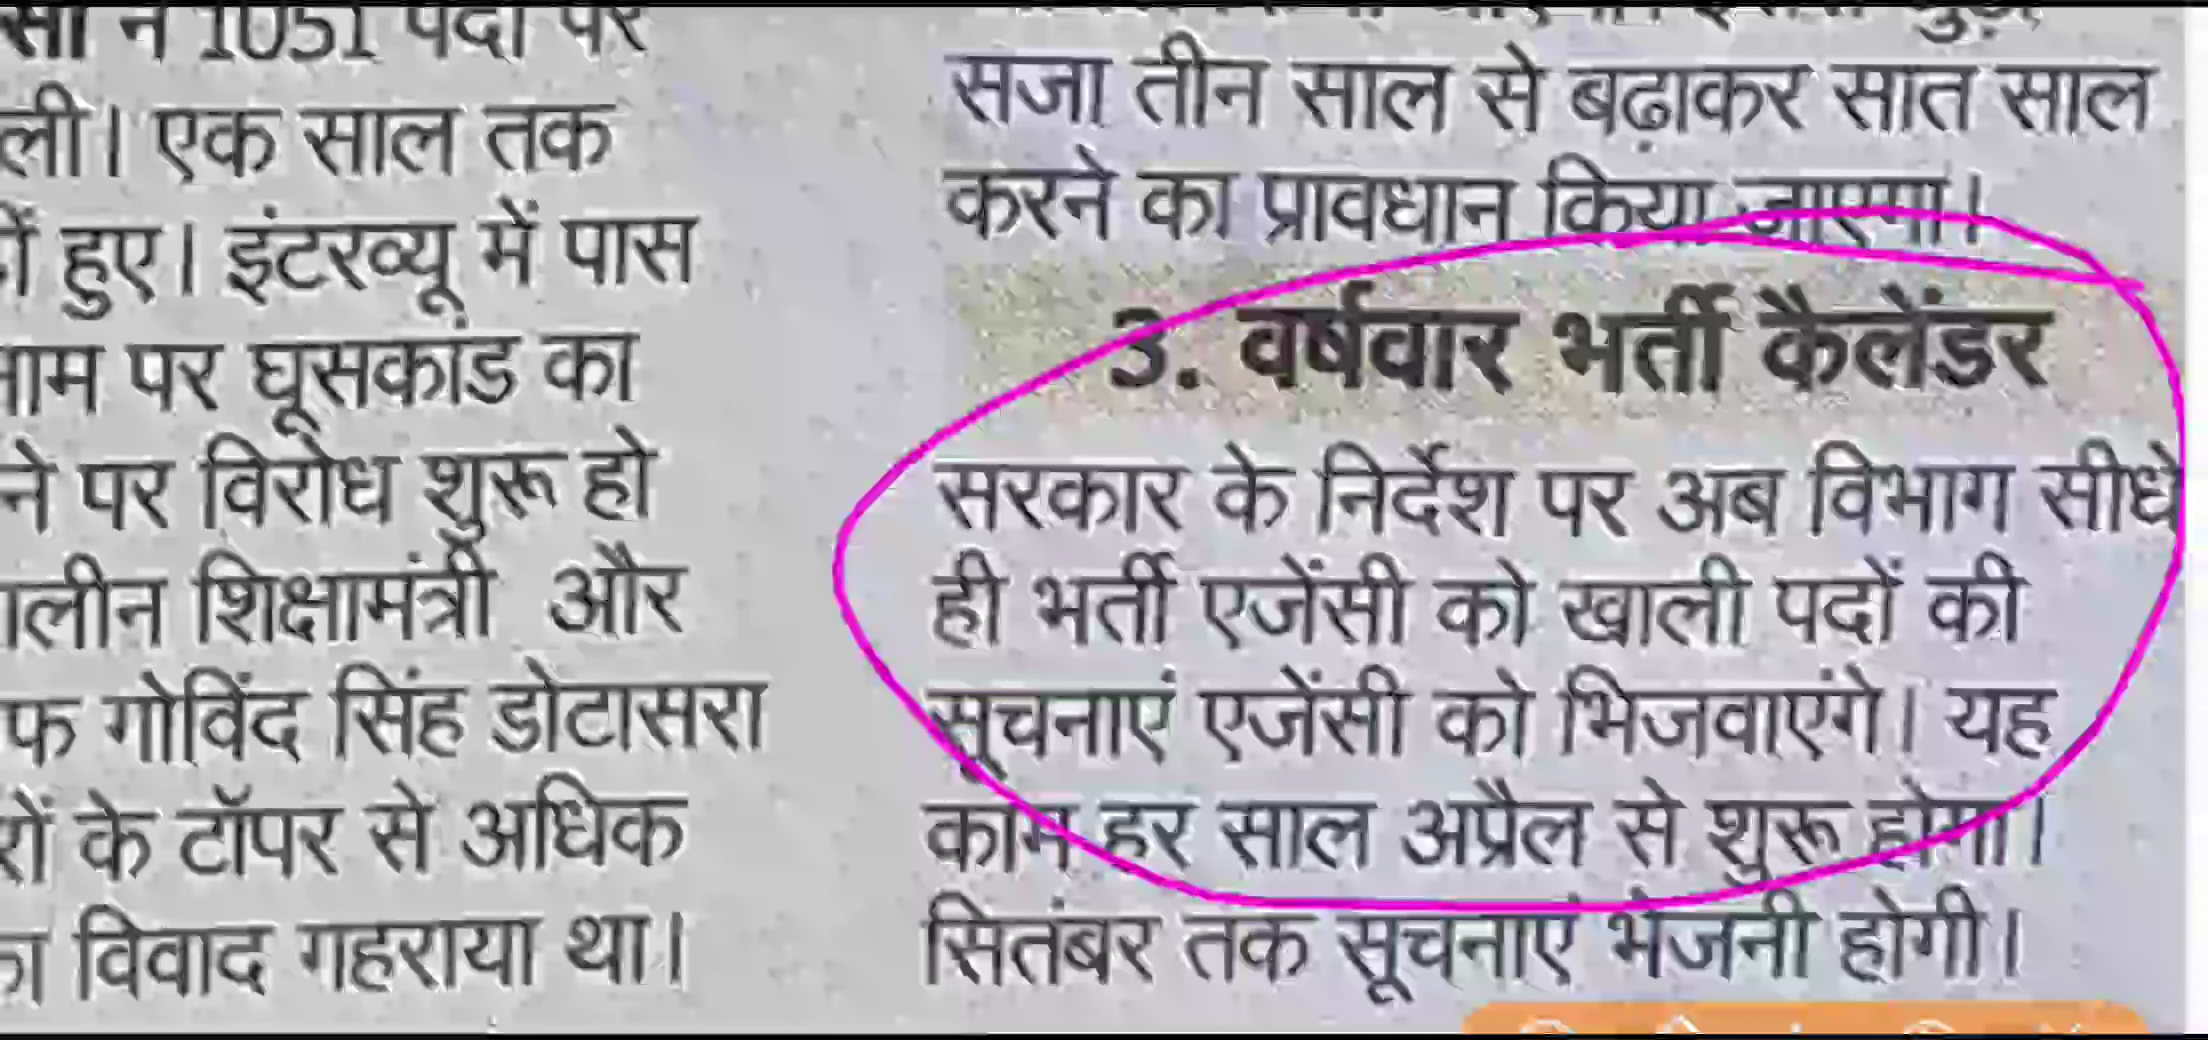 1051 पदों पर
ली। एक साल तक
हुए। इंटरव्यू में पास
पर घूसकांड का
ने पर विरोध शुरू हो
शिक्षामंत्री और
गोविंद सिंह डोटासरा
के टॉपर से अधिक
विवाद गहराया था।
सजा तीन साल से बढ़ाकर सात साल
करने का प्रावधान किया जाएगा।
3. वर्षवार भर्ती कैलेंडर
सरकार के निर्देश पर अब विभाग सीधे
ही भर्ती एजेंसी को खाली पदों की
सूचनाएं एजेंसी को भिजवाएंगे। यह
काम हर साल अप्रैल से शुरू होगा।
सितंबर तक सूचनाएं भेजनी होगी।